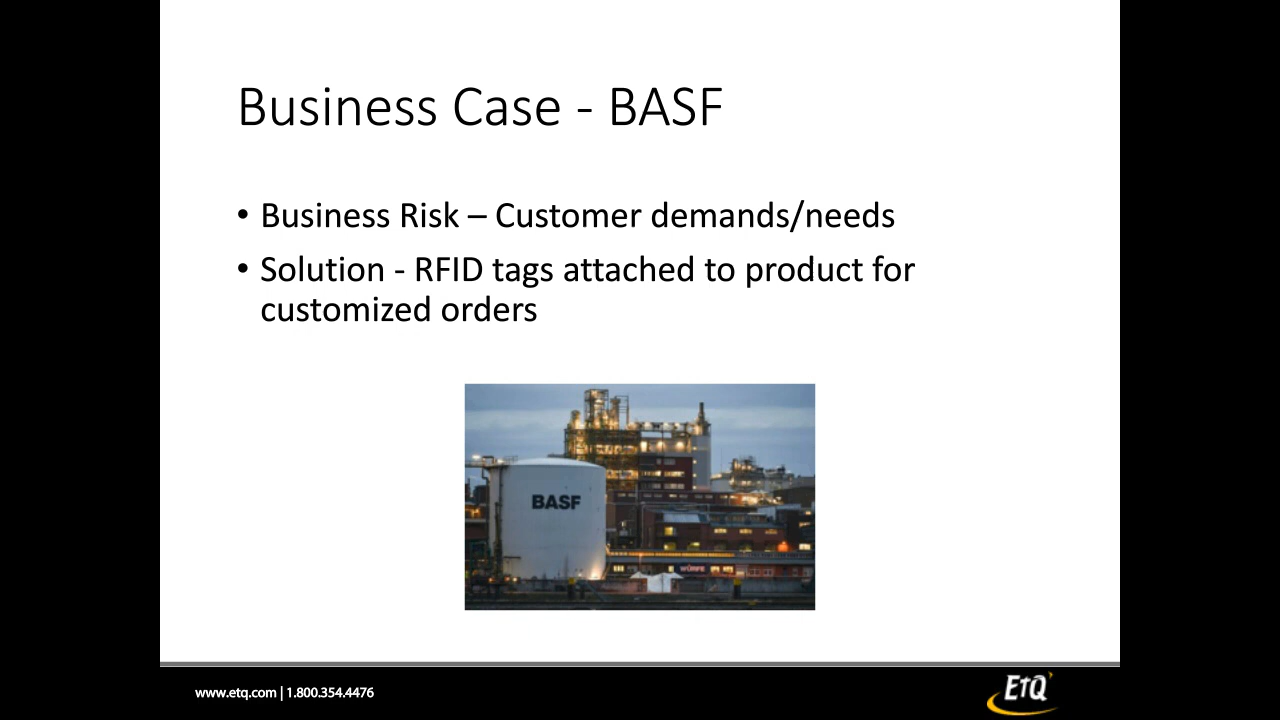 Business Case - BASF
• Business Risk – Customer demands/needs
• Solution - RFID tags attached to product for
customized orders
BASF
www.etq.com | 1.800.354.4476
EtQ